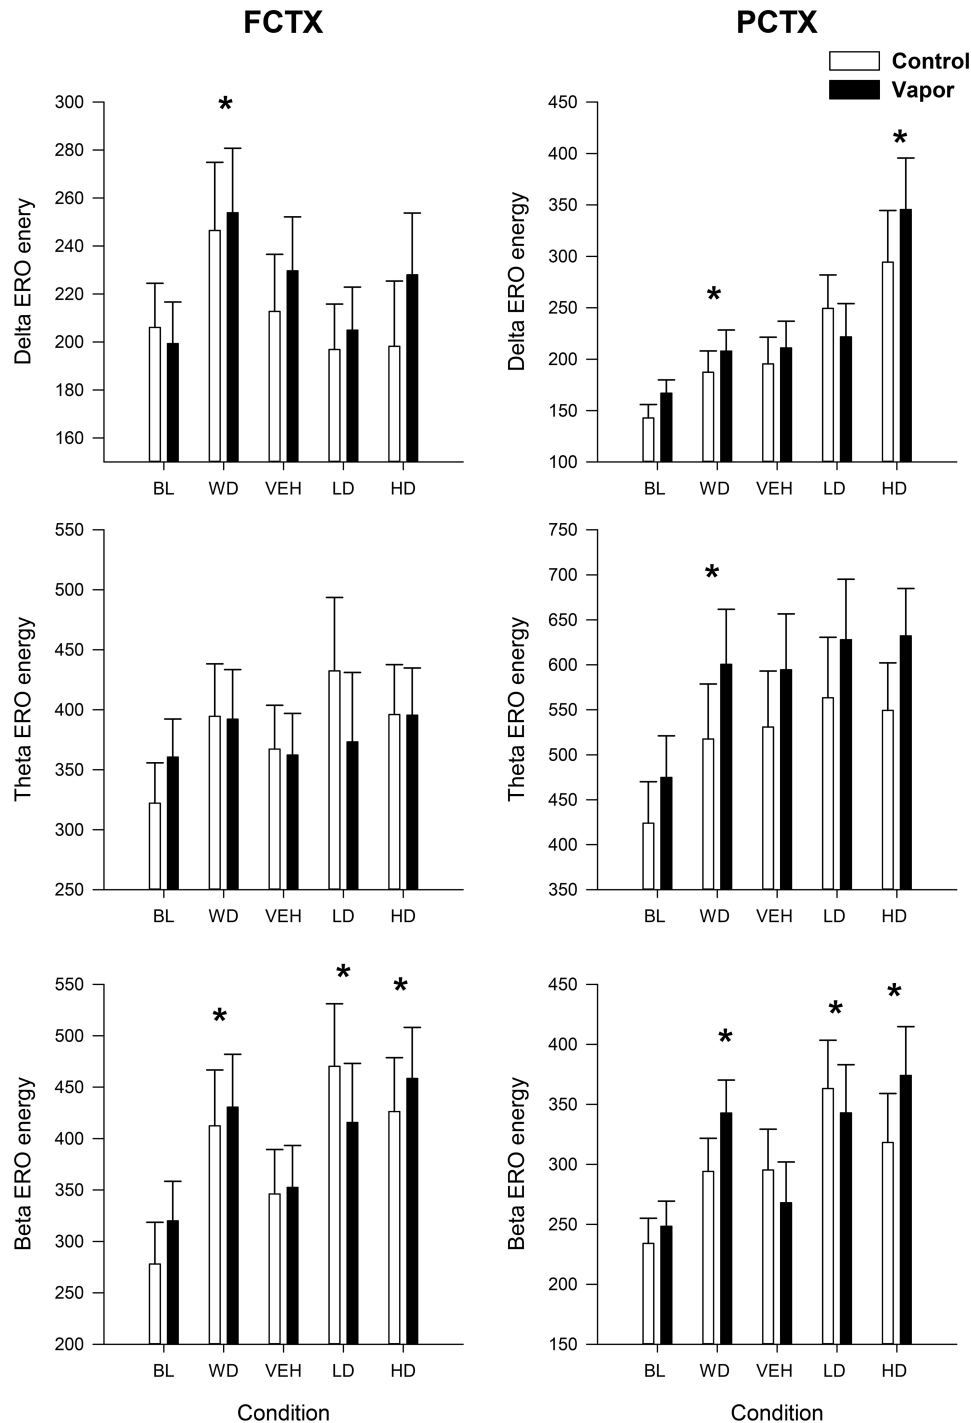 FCTX
PCTX
Control
Vapor
Delta ERO enery
300
280
260
240
220
200
180
160
*
BL WD VEH LD HD
Delta ERO energy
450
400
350
300
250
200
150
100
* *
BL WD VEH LD HD
Theta ERO energy
550
500
450
400
350
300
250
BL WD VEH LD HD
Theta ERO energy
750
700
650
600
550
500
450
400
350
*
BL WD VEH LD HD
Beta ERO energy
550
500
450
400
350
300
250
200
* * *
BL WD VEH LD HD
Condition
Beta ERO energy
450
400
350
300
250
200
150
* * *
BL WD VEH LD HD
Condition